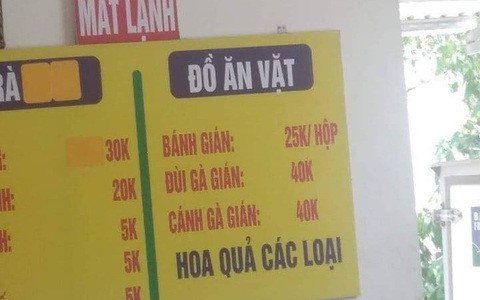 MÁT LẠNH
RÀ
30K
20K
5K
5K
5K
ĐỒ ĂN VẶT
BÁNH GIÁN: 25K/ HỘP
ĐÙI GÀ GIÁN: 40K
CÁNH GÀ GIÁN: 40K
HOA QUẢ CÁC LOẠI